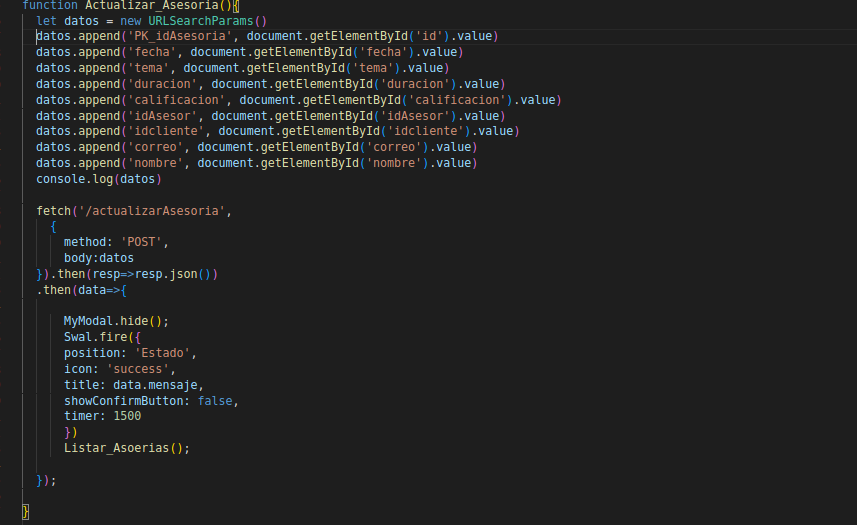 function Actualizar_Asesoria(){
let datos = new URLSearchParams()
datos.append('PK_idAsesoria', document.getElementById('id').value)
datos.append('fecha', document.getElementById('fecha').value)
datos.append('tema', document.getElementById('tema').value)
datos.append('duracion', document.getElementById('duracion').value)
datos.append('calificacion', document.getElementById('calificacion').value)
datos.append('idAsesor', document.getElementById('idAsesor').value)
datos.append('idcliente', document.getElementById('idcliente').value)
datos.append('correo', document.getElementById('correo').value)
datos.append('nombre', document.getElementById('nombre').value)
console.log(datos)
fetch('/actualizarAsesoria',
{
method: 'POST',
body:datos
}).then(resp=>resp.json())
.then(data=>{
MyModal.hide();
Swal.fire({
position: 'Estado',
icon: 'success',
title: data.mensaje,
showConfirmButton: false,
timer: 1500
})
Listar_Asoerias();
});
}